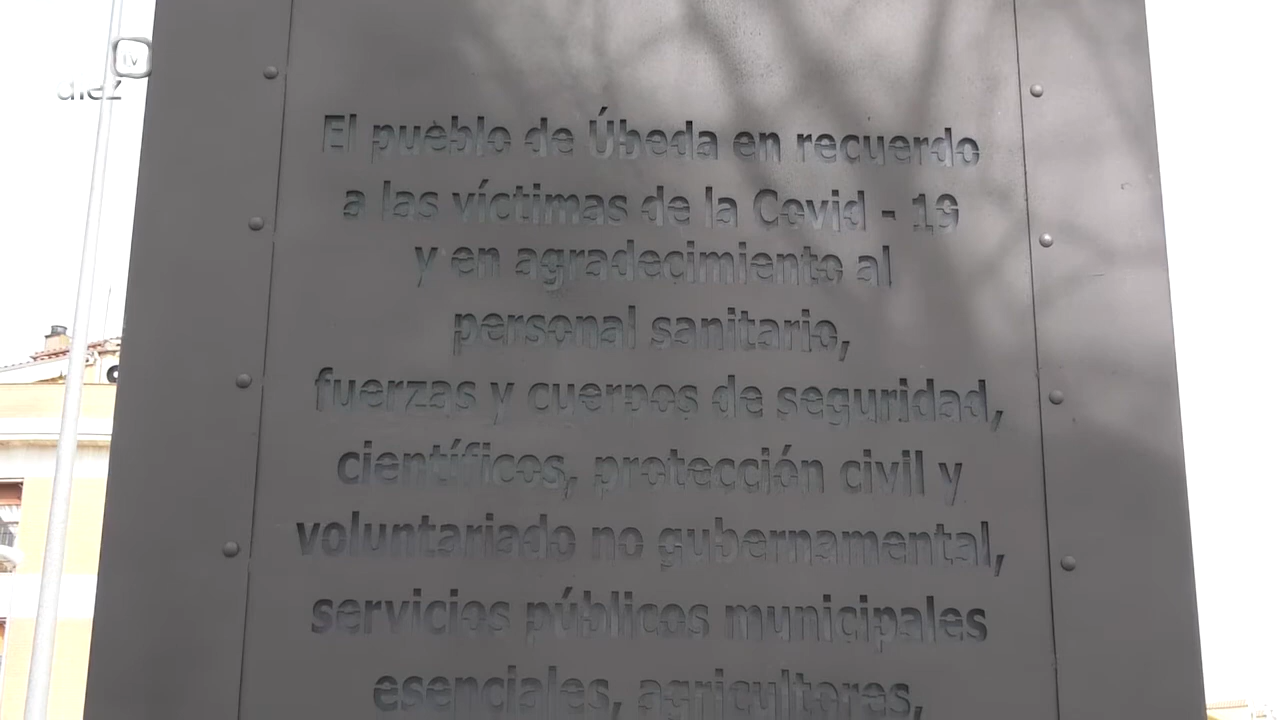 diez
tv
El pueblo de Úbeda en recuerdo
a las víctimas de la Covid - 19
y en agradecimiento al
personal sanitario,
fuerzas y cuerpos de seguridad,
científicos, protección civil y
voluntariado no gubernamental,
servicios públicos municipales
esenciales, agricultores,